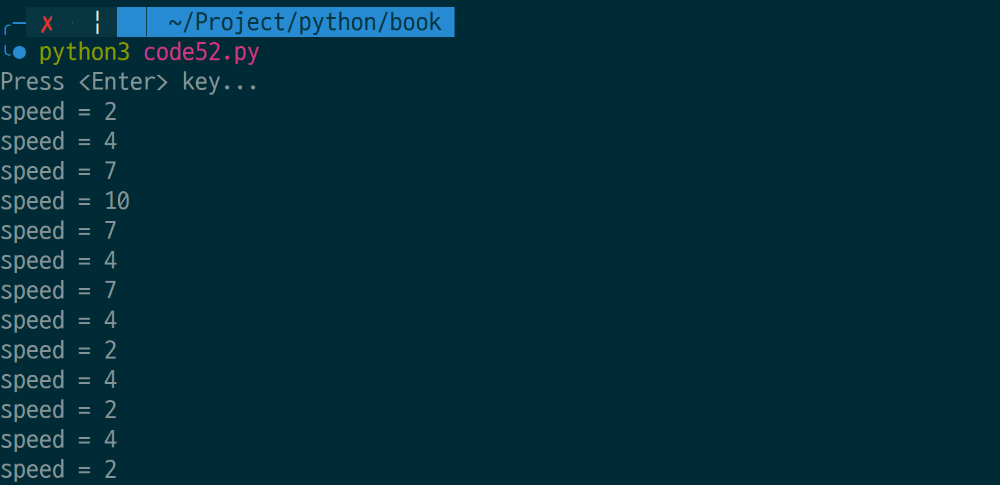 ✗ ¦ ~/Project/python/book
python3 code52.py
Press <Enter> key...
speed = 2
speed = 4
speed = 7
speed = 10
speed = 7
speed = 4
speed = 7
speed = 4
speed = 2
speed = 4
speed = 2
speed = 4
speed = 2